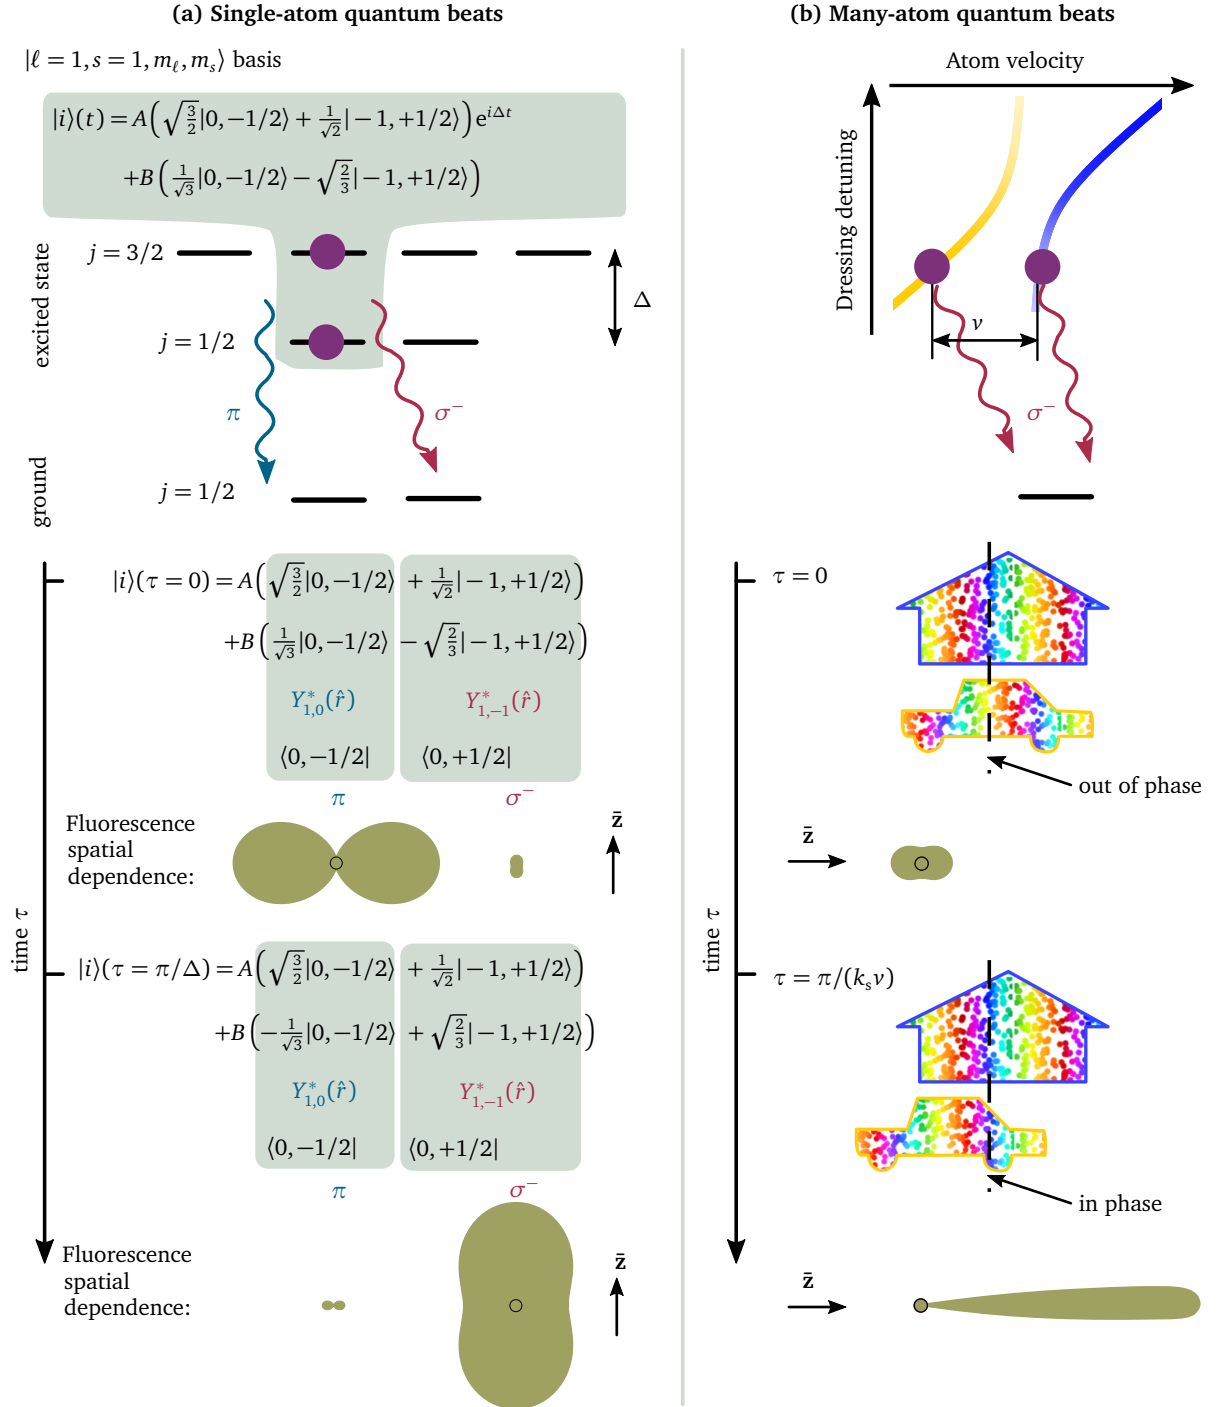 (a) Single-atom quantum beats
|ℓ = 1, s = 1, m_ℓ, m_s⟩ basis
|i⟩(t) = A(√(3/2)|0, −1/2⟩ + 1/√2|−1, +1/2⟩) e^{iΔt}
+B(1/√3|0, −1/2⟩ − √(2/3)|−1, +1/2⟩)
excited state
j = 3/2
Δ
j = 1/2
π
σ⁻
ground
j = 1/2
time τ
|i⟩(τ = 0) = A(√(3/2)|0, −1/2⟩ + 1/√2|−1, +1/2⟩)
+B(1/√3|0, −1/2⟩ − √(2/3)|−1, +1/2⟩)
Y*_{1,0}(r̂) Y*_{1,−1}(r̂)
⟨0, −1/2| ⟨0, +1/2|
π σ⁻
Fluorescence
spatial
dependence:
z̄
|i⟩(τ = π/Δ) = A(√(3/2)|0, −1/2⟩ + 1/√2|−1, +1/2⟩)
+B(−1/√3|0, −1/2⟩ + √(2/3)|−1, +1/2⟩)
Y*_{1,0}(r̂) Y*_{1,−1}(r̂)
⟨0, −1/2| ⟨0, +1/2|
π σ⁻
Fluorescence
spatial
dependence:
z̄
(b) Many-atom quantum beats
Atom velocity
Dressing detuning
v
σ⁻
time τ
τ = 0
out of phase
z̄
τ = π/(k_s v)
in phase
z̄